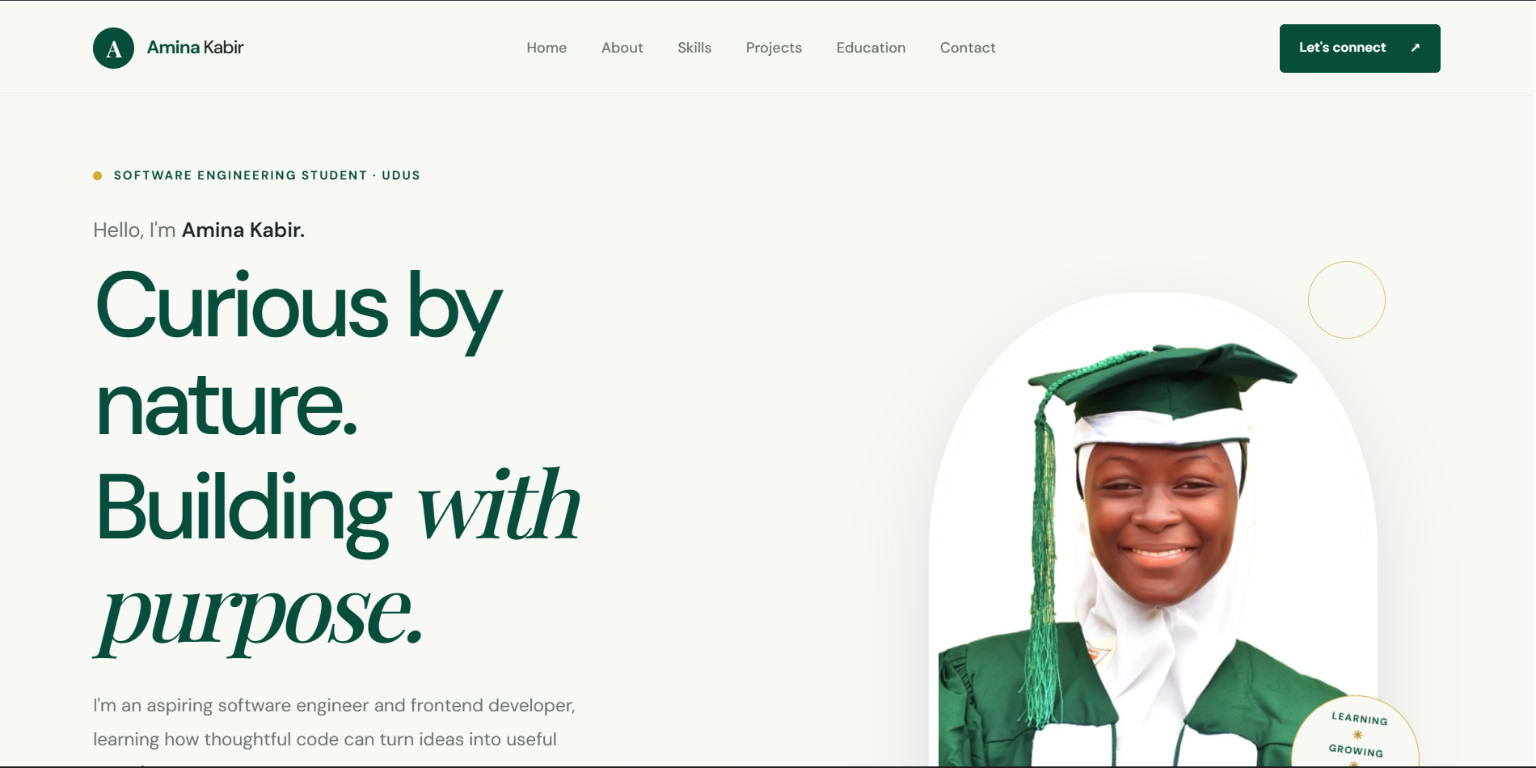 A
Amina Kabir
Home
About
Skills
Projects
Education
Contact
Let's connect ↗
SOFTWARE ENGINEERING STUDENT · UDUS
Hello, I'm Amina Kabir.
Curious by
nature.
Building with
purpose.
I'm an aspiring software engineer and frontend developer,
learning how thoughtful code can turn ideas into useful
LEARNING
GROWING